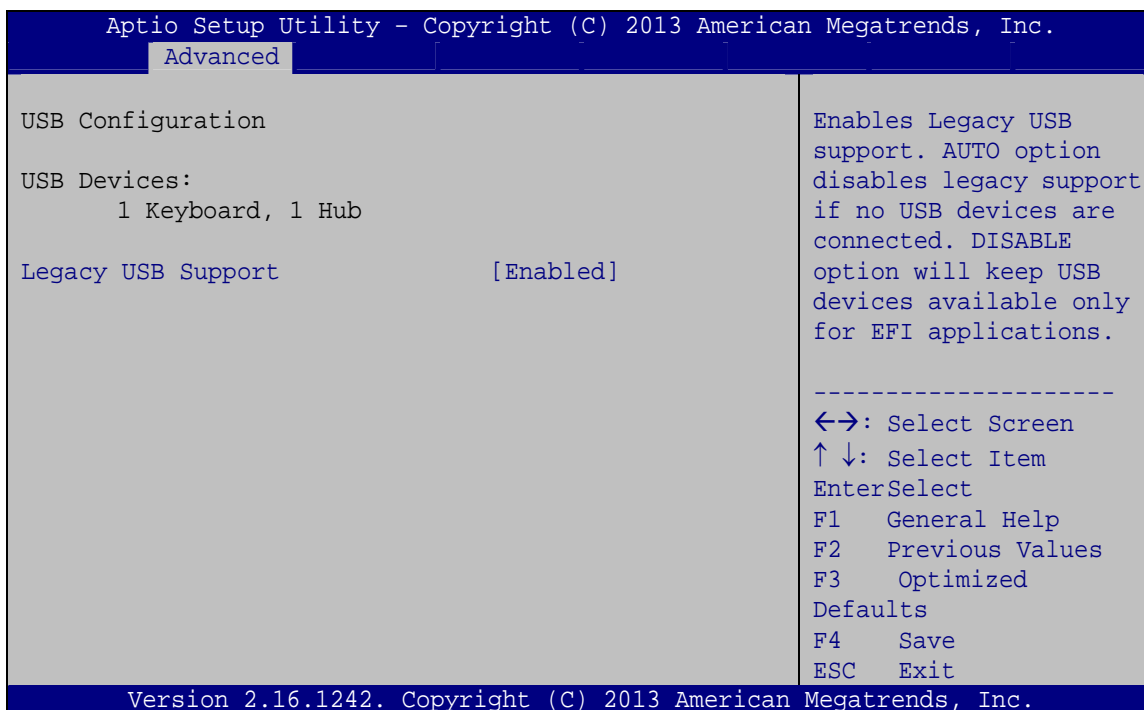 Aptio Setup Utility – Copyright (C) 2013 American Megatrends, Inc.
Advanced
USB Configuration
USB Devices:
1 Keyboard, 1 Hub
Legacy USB Support [Enabled]
Enables Legacy USB
support. AUTO option
disables legacy support
if no USB devices are
connected. DISABLE
option will keep USB
devices available only
for EFI applications.
---------------------
←→: Select Screen
↑ ↓: Select Item
EnterSelect
F1 General Help
F2 Previous Values
F3 Optimized
Defaults
F4 Save
ESC Exit
Version 2.16.1242. Copyright (C) 2013 American Megatrends, Inc.